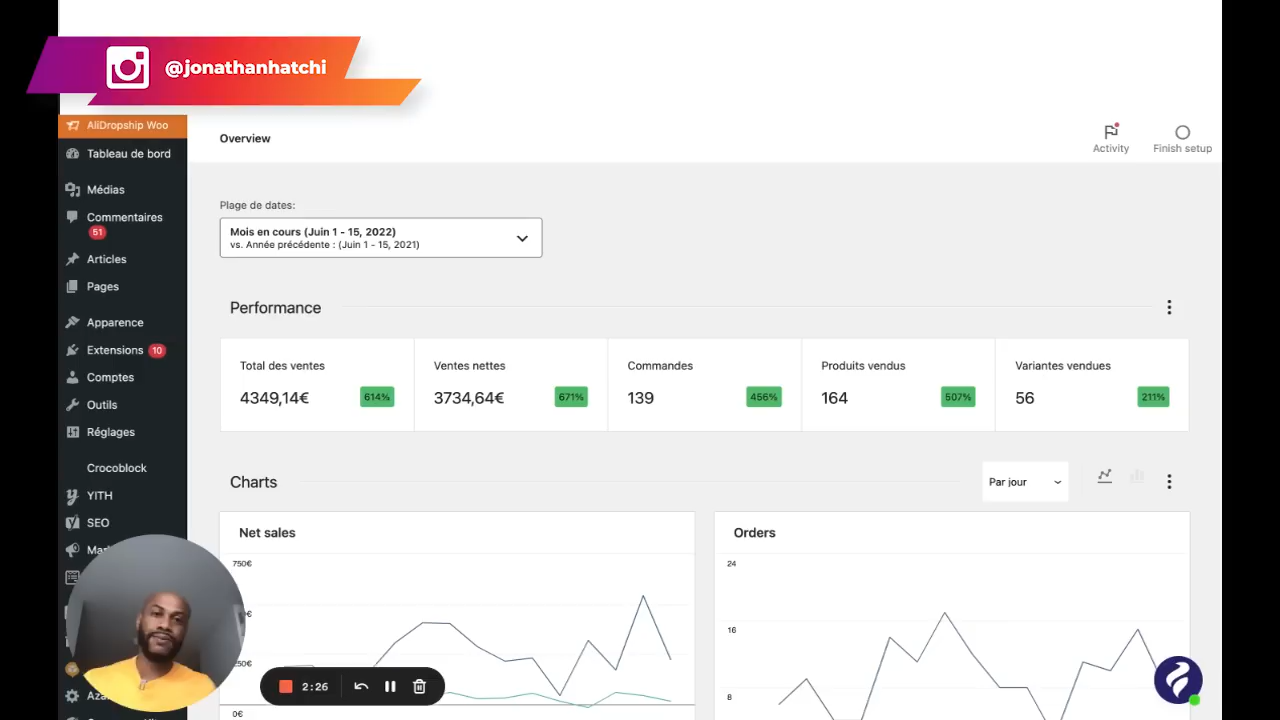 @jonathanhatchi
AliDropship Woo
Tableau de bord
Médias
Commentaires
51
Articles
Pages
Apparence
Extensions 10
Comptes
Outils
Réglages
Crocoblock
YITH
SEO
Overview
Activity
Finish setup
Plage de dates:
Mois en cours (Juin 1 - 15, 2022)
vs. Année précédente : (Juin 1 - 15, 2021)
Performance
Total des ventes
4349,14€ 614%
Ventes nettes
3734,64€ 671%
Commandes
139 456%
Produits vendus
164 507%
Variantes vendues
56 211%
Charts
Par jour
Net sales
750€
0€
Orders
24
16
8
2:26